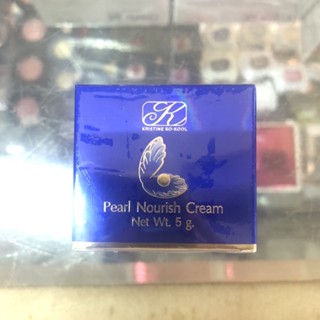 K
KRISTINE KO-KOOL
Pearl Nourish Cream
Net Wt. 5 g.